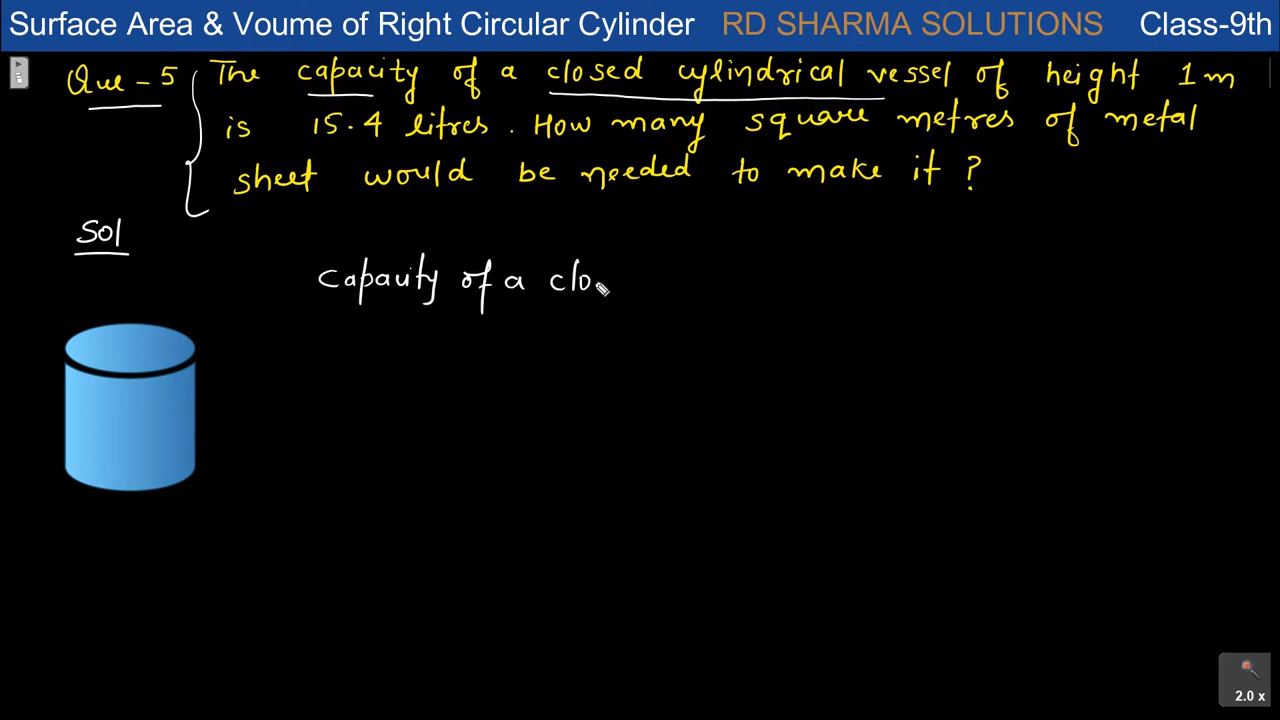 Surface Area & Voume of Right Circular Cylinder RD SHARMA SOLUTIONS Class-9th
Que-5 The capacity of a closed cylindrical vessel of height 1m
is 15.4 litres. How many square metres of metal
sheet would be needed to make it?
Sol
Capacity of a clo
2.0 x